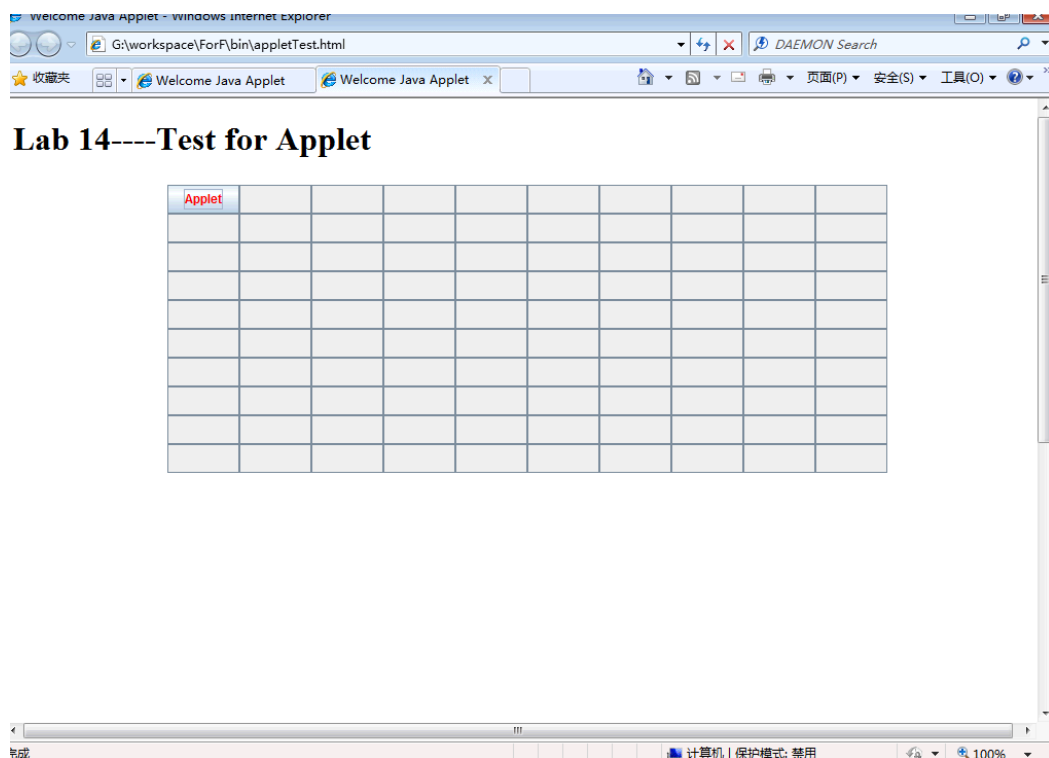 Welcome Java Applet - Windows Internet Explorer
G:\workspace\ForF\bin\appletTest.html DAEMON Search
收藏夹 Welcome Java Applet Welcome Java Applet X 页面(P) 安全(S) 工具(O)
Lab 14----Test for Applet
Applet
完成 计算机 | 保护模式: 禁用 100%